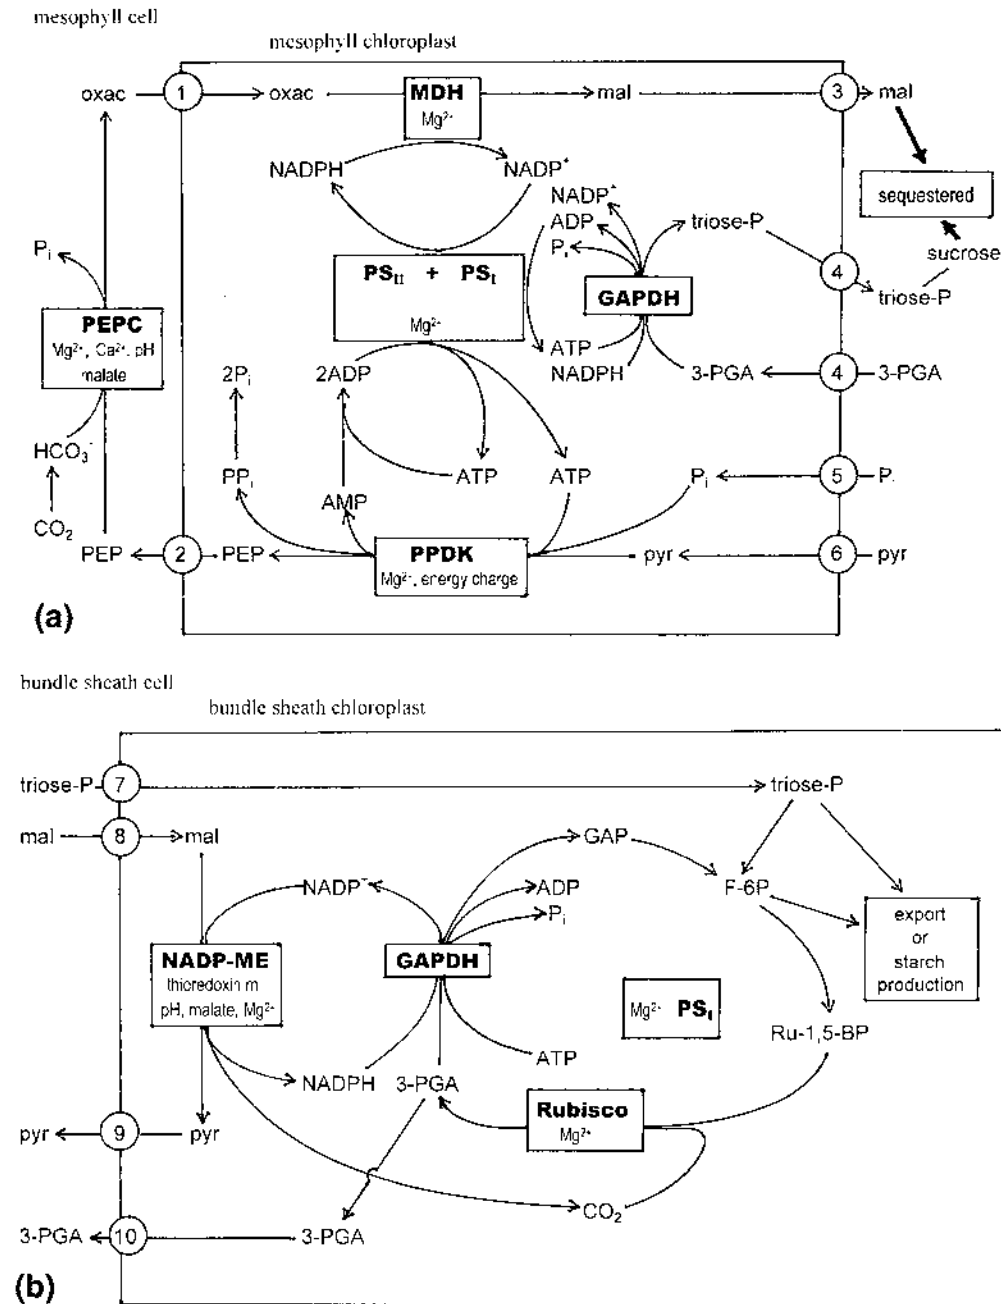 mesophyll cell
mesophyll chloroplast
oxac 1 oxac MDH mal 3 mal
Mg²⁺
NADPH NADP⁺
NADP⁺
ADP triose-P
sequestered
Pᵢ
Pᵢ
sucrose
PS_II + PS_I
4
GAPDH triose-P
PEPC
Mg²⁺
Mg²⁺, Ca²⁺, pH
malate
ATP
2Pᵢ 2ADP NADPH 3-PGA 4 3-PGA
HCO₃⁻
PPᵢ ATP ATP Pᵢ 5 P
AMP
CO₂
PEP 2 PEP PPDK pyr 6 pyr
Mg²⁺, energy charge
(a)
bundle sheath cell
bundle sheath chloroplast
triose-P 7 triose-P
mal 8 mal
GAP
NADP⁺ ADP F-6P
Pᵢ
export
or
starch
production
NADP-ME GAPDH
thioredoxin m
pH, malate, Mg²⁺
Mg²⁺ PS_I
Ru-1,5-BP
ATP
NADPH 3-PGA
Rubisco
Mg²⁺
pyr 9 pyr
CO₂
3-PGA 10 3-PGA
(b)